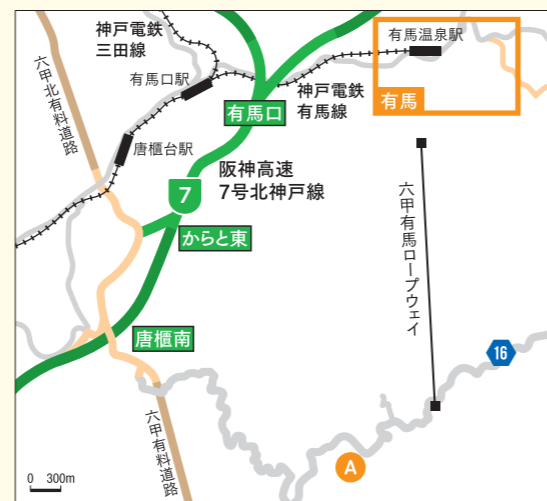 神戸電鉄
三田線
有馬温泉駅
有馬口駅
神戸電鉄
有馬線
有馬
六甲北有料道路
有馬口
唐櫃台駅
阪神高速
7号北神戸線
7
からと東
六甲有馬ロープウェイ
唐櫃南
16
六甲有料道路
A
0 300m